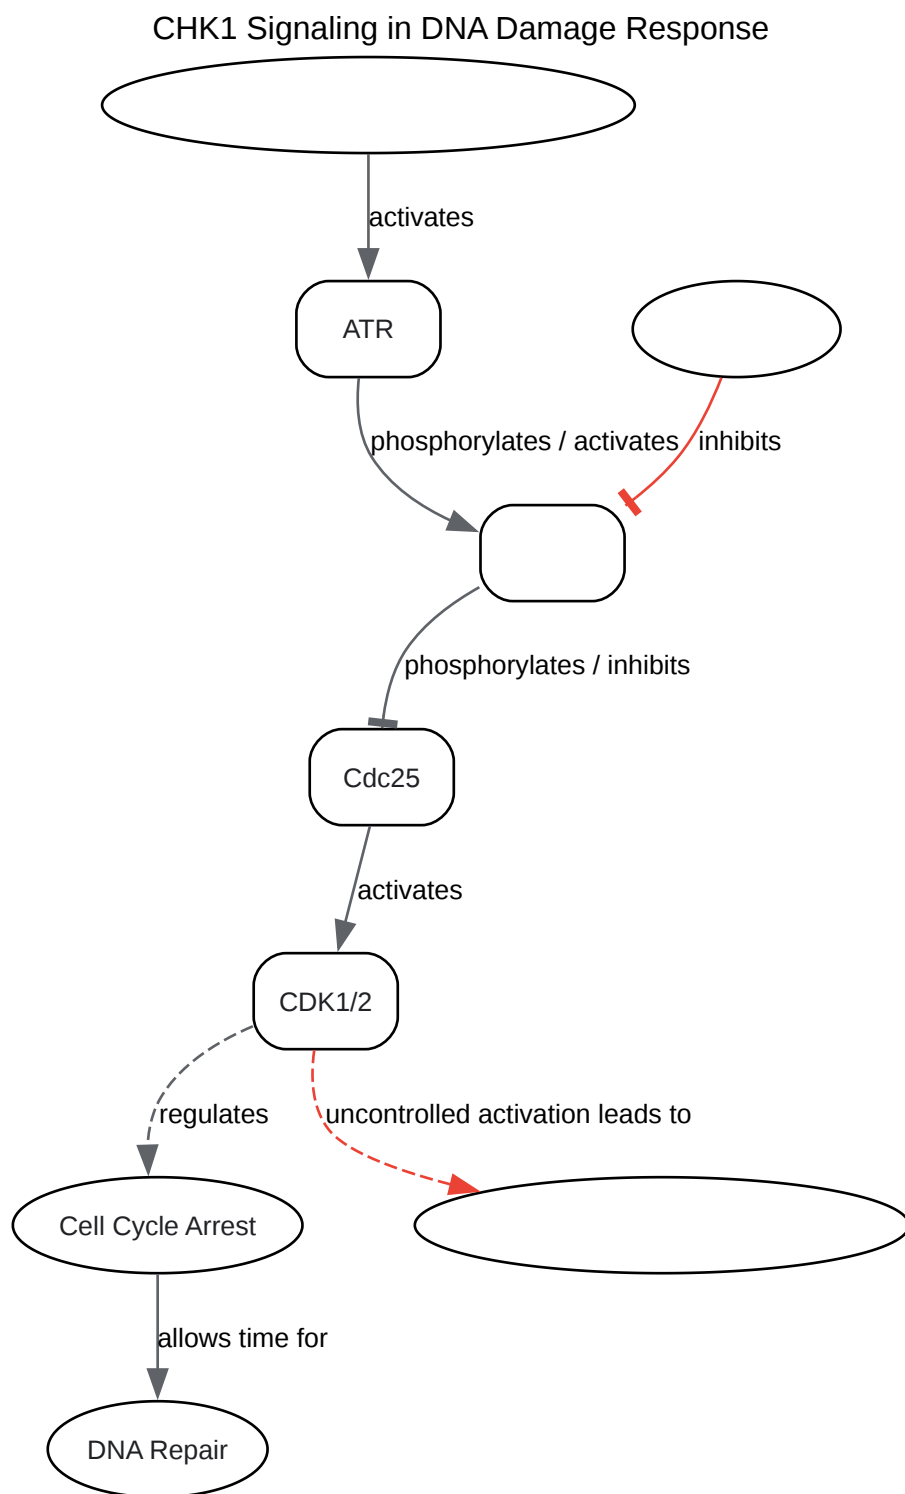 CHK1 Signaling in DNA Damage Response
activates
ATR
phosphorylates / activates
inhibits
phosphorylates / inhibits
Cdc25
activates
CDK1/2
regulates
uncontrolled activation leads to
Cell Cycle Arrest
allows time for
DNA Repair